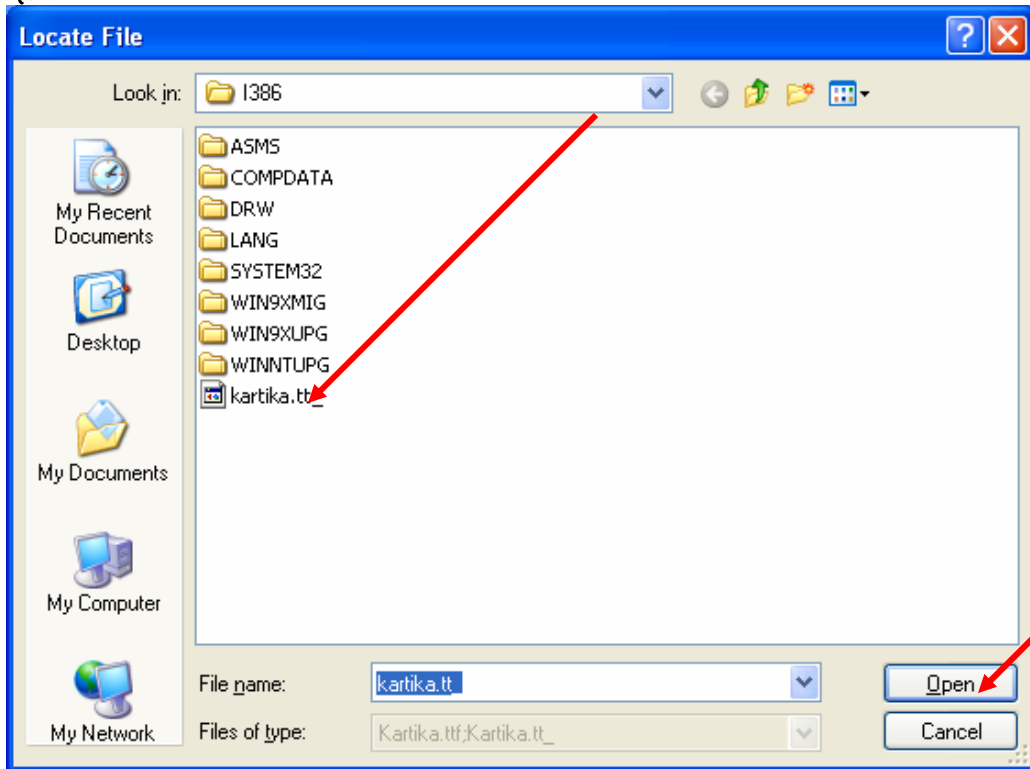 Locate File
Look in:
I386
ASMS
COMPDATA
DRW
LANG
SYSTEM32
WIN9XMIG
WIN9XUPG
WINNTUPG
kartika.tt_
My Recent
Documents
Desktop
My Documents
My Computer
My Network
File name:
kartika.tt_
Open
Files of type:
Kartika.ttf;Kartika.tt_
Cancel